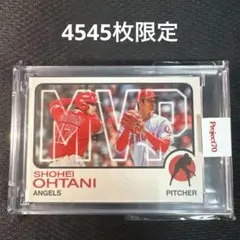 4545枚限定
MVP
SHOHEI
OHTANI
ANGELS
PITCHER
Project70